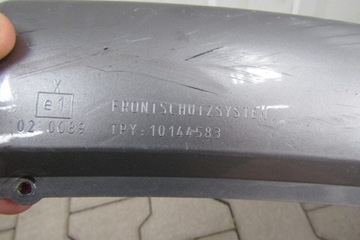 X
e1
FRONTSCHUTZSYSTEM
02 0089
TPY: 10144583